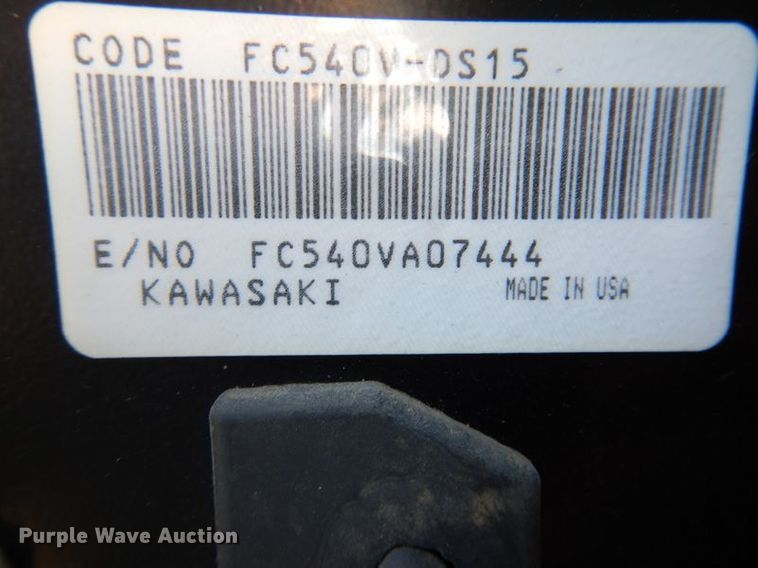 CODE FC540V-DS15
E/NO FC540VA07444
KAWASAKI MADE IN USA
Purple Wave Auction